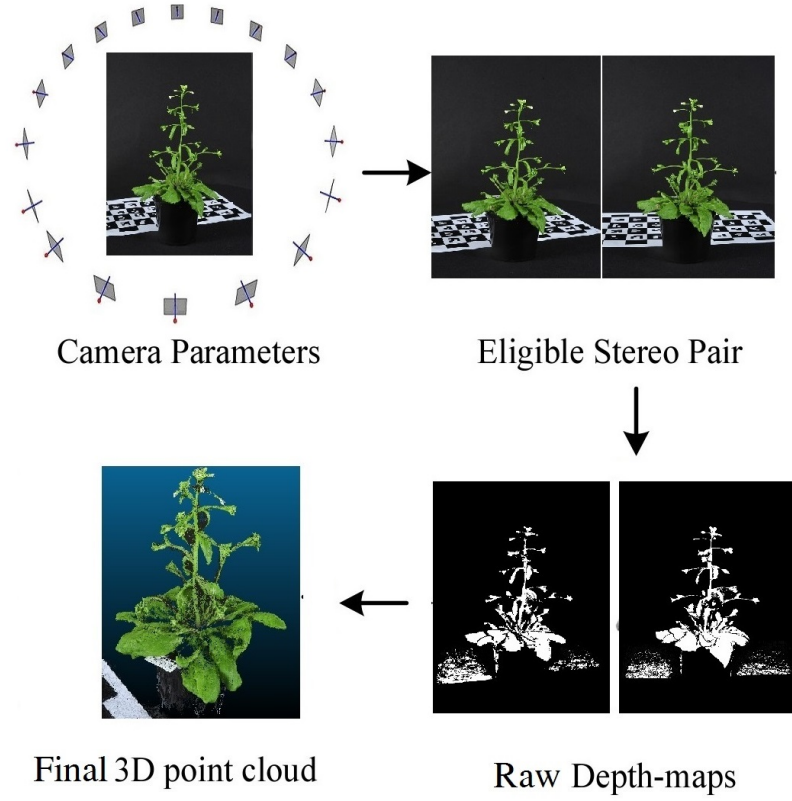 Camera Parameters
Eligible Stereo Pair
Final 3D point cloud
Raw Depth-maps